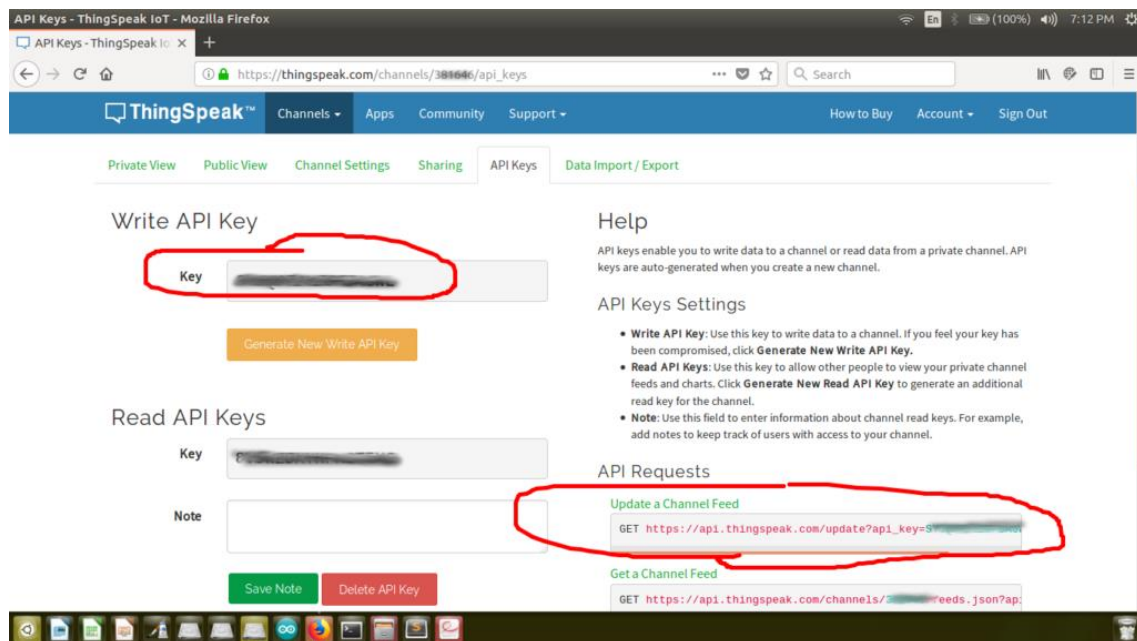 API Keys - ThingSpeak IoT - Mozilla Firefox
En (100%) 7:12 PM
API Keys - ThingSpeak Io
https://thingspeak.com/channels/ /api_keys
Search
ThingSpeak™ Channels Apps Community Support How to Buy Account Sign Out
Private View Public View Channel Settings Sharing API Keys Data Import / Export
Write API Key
Key
Generate New Write API Key
Read API Keys
Key
Note
Save Note Delete API Key
Help
API keys enable you to write data to a channel or read data from a private channel. API
keys are auto-generated when you create a new channel.
API Keys Settings
• Write API Key: Use this key to write data to a channel. If you feel your key has
been compromised, click Generate New Write API Key.
• Read API Keys: Use this key to allow other people to view your private channel
feeds and charts. Click Generate New Read API Key to generate an additional
read key for the channel.
• Note: Use this field to enter information about channel read keys. For example,
add notes to keep track of users with access to your channel.
API Requests
Update a Channel Feed
GET https://api.thingspeak.com/update?api_key=
Get a Channel Feed
GET https://api.thingspeak.com/channels/ feeds.json?api